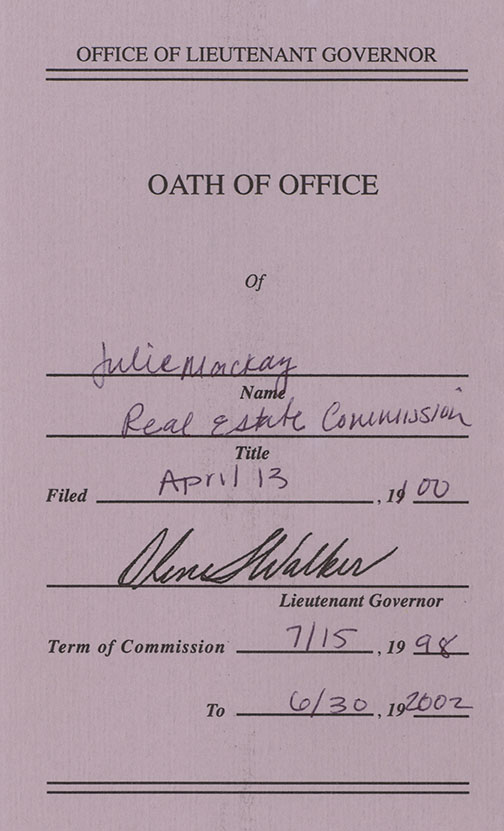 OFFICE OF LIEUTENANT GOVERNOR
OATH OF OFFICE
Of
Julie Mackay
Name
Real Estate Commission
Title
Filed April 13, 19 00
Olene S Walker
Lieutenant Governor
Term of Commission 7/15, 19 98
To 6/30, 19 2002